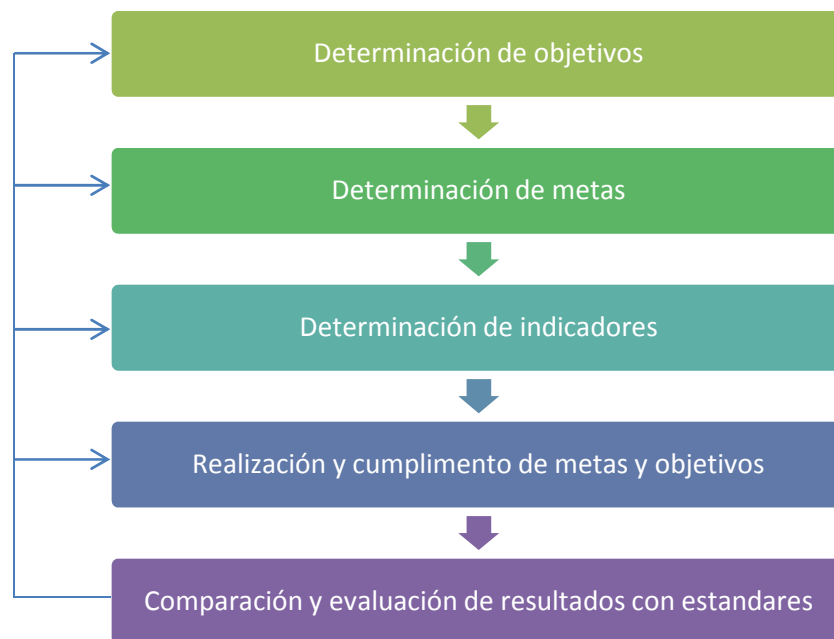 Determinación de objetivos
Determinación de metas
Determinación de indicadores
Realización y cumplimento de metas y objetivos
Comparación y evaluación de resultados con estandares